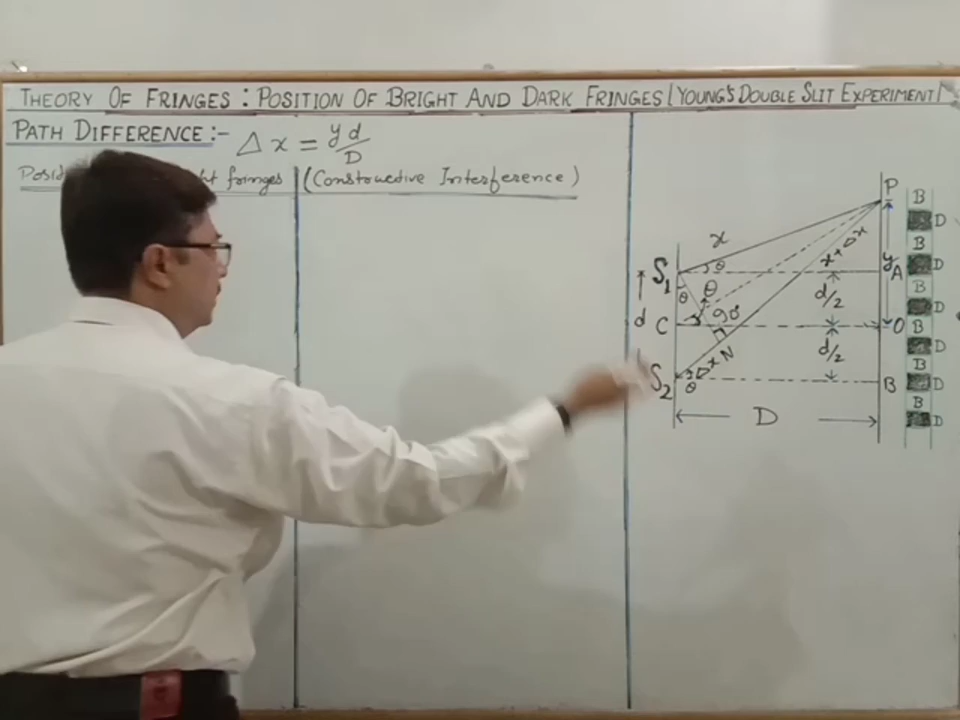 THEORY OF FRINGES : POSITION OF BRIGHT AND DARK FRINGES (YOUNG'S DOUBLE SLIT EXPERIMENT)
PATH DIFFERENCE :- Δx = yd/D
fringes (Constructive Interference)
P
B
D
x
x + Δx
B
S1
θ
y
A
D
θ
θ
d/2
B
90°
D
d
C
O
B
N
d/2
D
Δx
B
S2
θ
B
D
B
D
D